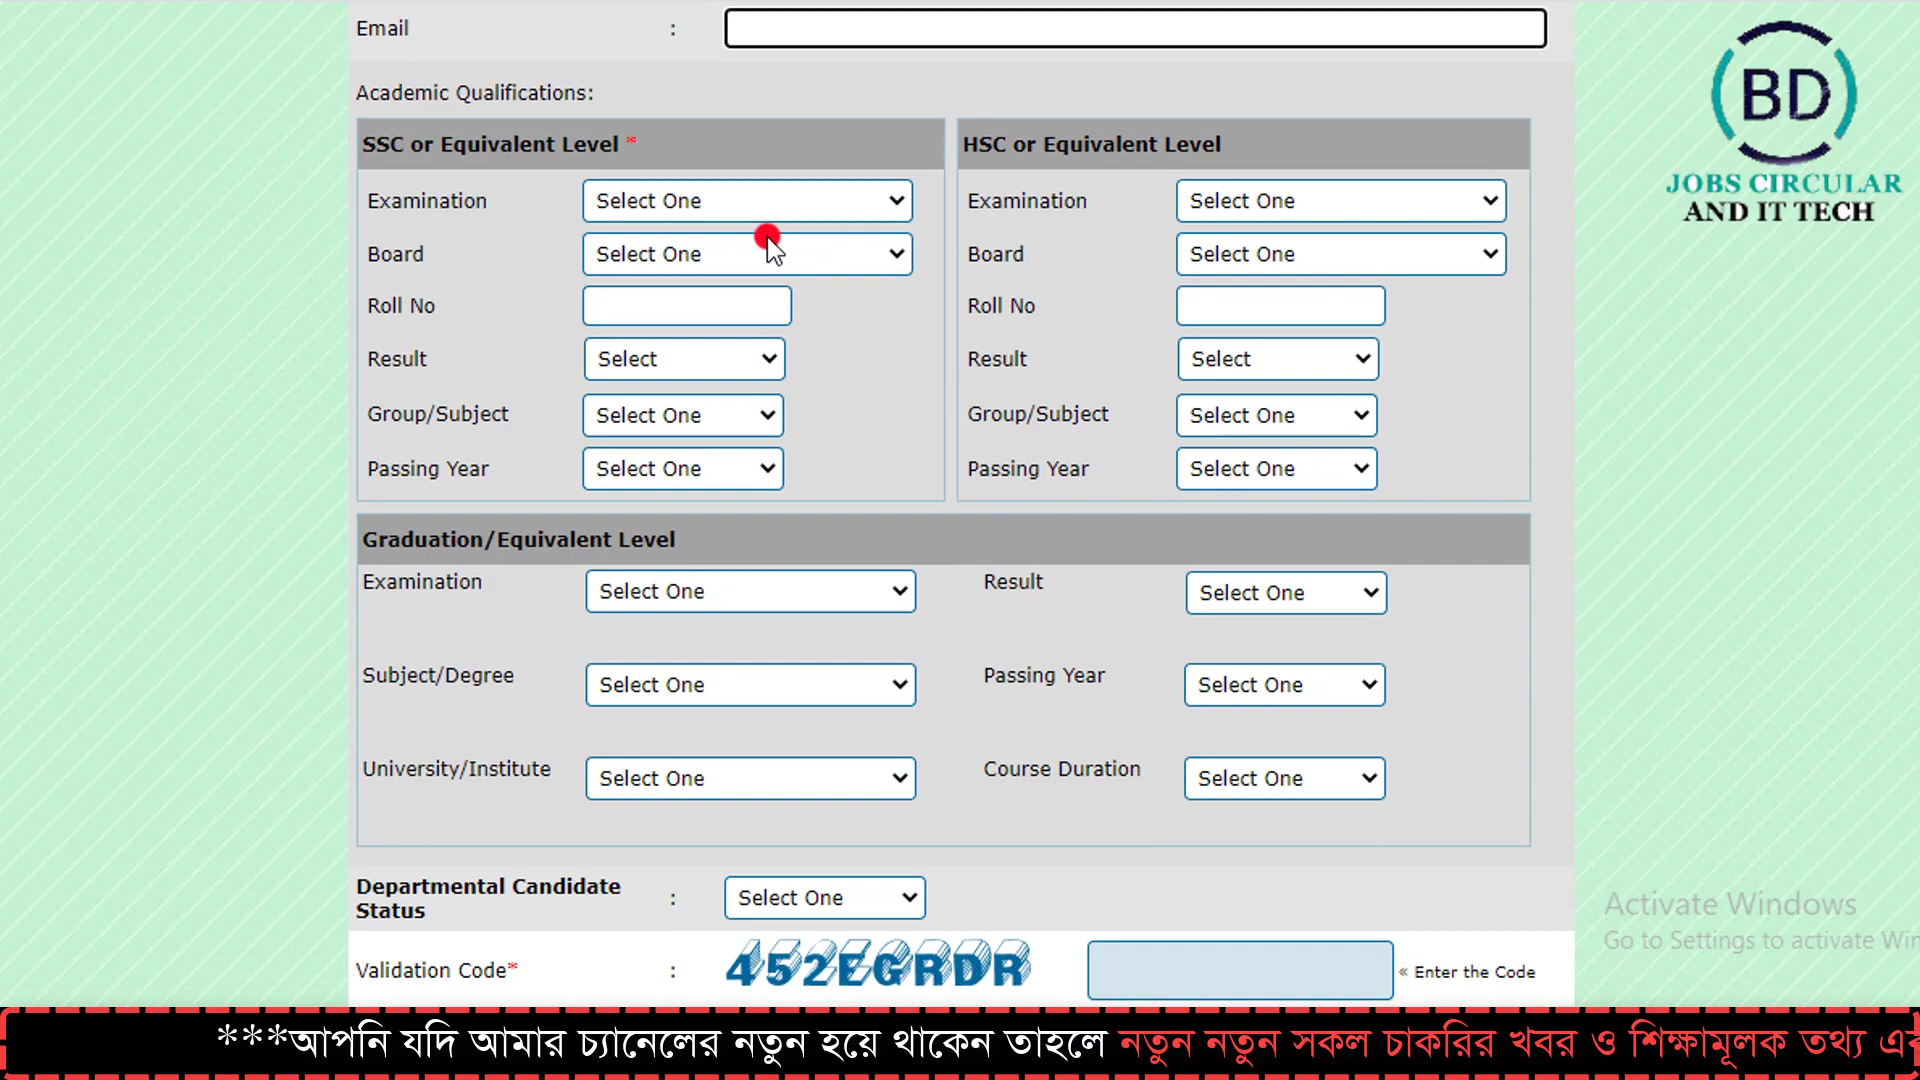 Email :
Academic Qualifications:
SSC or Equivalent Level *
Examination Select One
Board Select One
Roll No
Result Select
Group/Subject Select One
Passing Year Select One
HSC or Equivalent Level
Examination Select One
Board Select One
Roll No
Result Select
Group/Subject Select One
Passing Year Select One
Graduation/Equivalent Level
Examination Select One Result Select One
Subject/Degree Select One Passing Year Select One
University/Institute Select One Course Duration Select One
Departmental Candidate
Status : Select One
Validation Code* : 452EGRDR « Enter the Code
BD
JOBS CIRCULAR
AND IT TECH
Activate Windows
Go to Settings to activate Win
***আপনি যদি আমার চ্যানেলের নতুন হয়ে থাকেন তাহলে নতুন নতুন সকল চাকরির খবর ও শিক্ষামূলক তথ্য